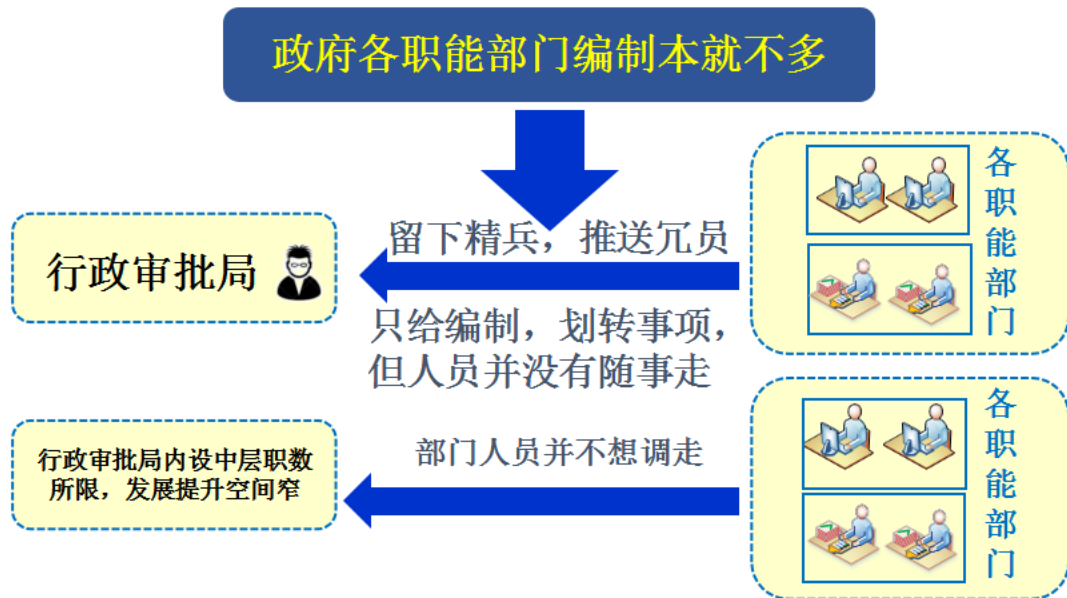 政府各职能部门编制本就不多
留下精兵，推送冗员
行政审批局
只给编制，划转事项，
但人员并没有随事走
各职能部门
部门人员并不想调走
行政审批局内设中层职数
所限，发展提升空间窄
各职能部门